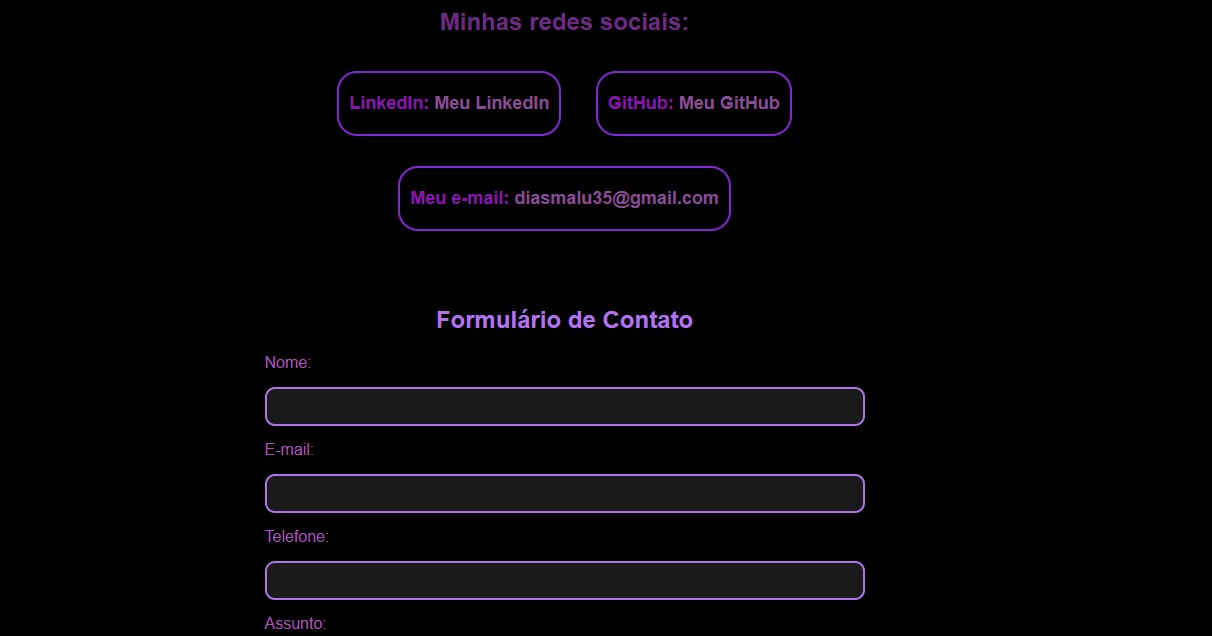 Minhas redes sociais:
LinkedIn: Meu LinkedIn
GitHub: Meu GitHub
Meu e-mail: diasmalu35@gmail.com
Formulário de Contato
Nome:
E-mail:
Telefone:
Assunto: